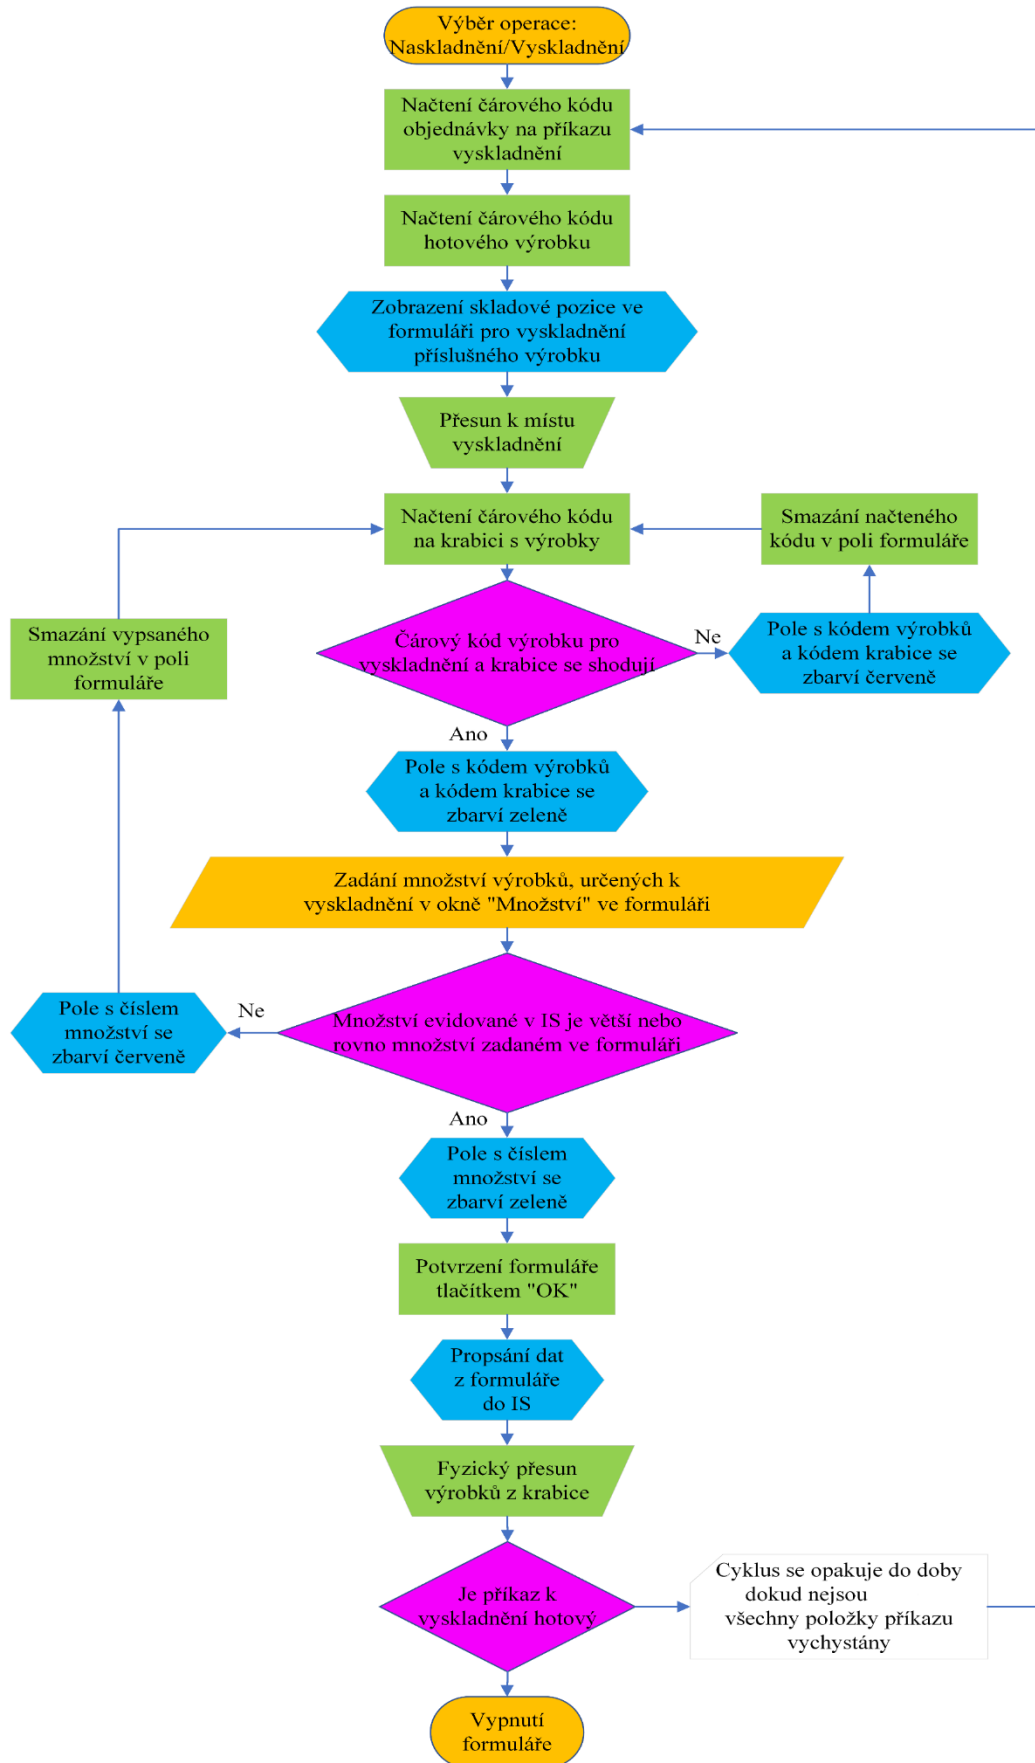 Výběr operace:
Naskladnění/Vyskladnění
Načtení čárového kódu
objednávky na příkazu
vyskladnění
Načtení čárového kódu
hotového výrobku
Zobrazení skladové pozice ve
formuláři pro vyskladnění
příslušného výrobku
Přesun k místu
vyskladnění
Načtení čárového kódu
na krabici s výrobky
Smazání načteného
kódu v poli formuláře
Smazání vypsaného
množství v poli
formuláře
Čárový kód výrobku pro
vyskladnění a krabice se shodují
Ne
Pole s kódem výrobků
a kódem krabice se
zbarví červeně
Ano
Pole s kódem výrobků
a kódem krabice se
zbarví zeleně
Zadání množství výrobků, určených k
vyskladnění v okně "Množství" ve formuláři
Pole s číslem
množství se
zbarví červeně
Ne
Množství evidované v IS je větší nebo
rovno množství zadaném ve formuláři
Ano
Pole s číslem
množství se
zbarví zeleně
Potvrzení formuláře
tlačítkem "OK"
Propsání dat
z formuláře
do IS
Fyzický přesun
výrobků z krabice
Je příkaz k
vyskladnění hotový
Cyklus se opakuje do doby
dokud nejsou
všechny položky příkazu
vychystány
Vypnutí
formuláře